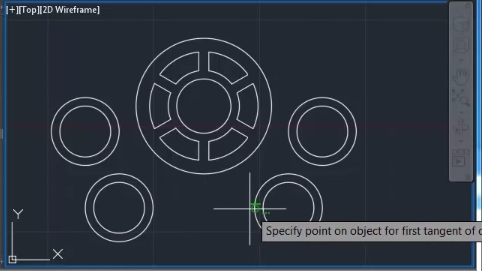 [+][Top][2D Wireframe]
Y
X
Specify point on object for first tangent of c